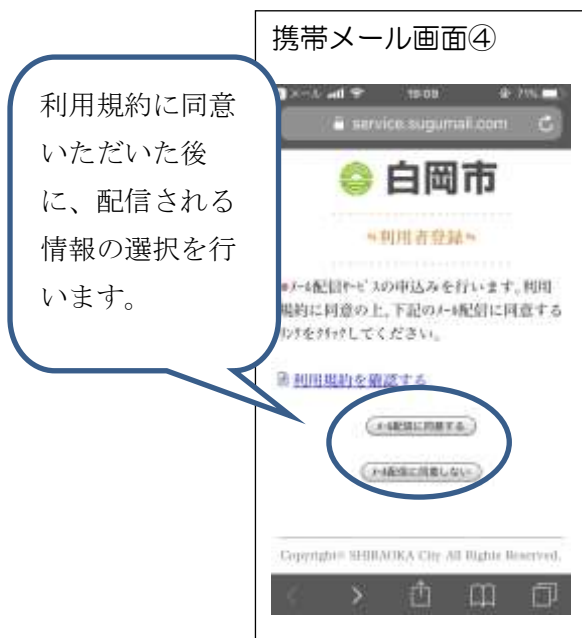 携帯メール画面④
利用規約に同意
いただいた後
に、配信される
情報の選択を行
います。
19:09
71%
service.sugumail.com
白岡市
利用者登録
ﾒｰﾙ配信ｻｰﾋﾞｽの申込みを行います。利用
規約に同意の上、下記のﾒｰﾙ配信に同意する
ﾘﾝｸをｸﾘｯｸしてください。
利用規約を確認する
ﾒｰﾙ配信に同意する
ﾒｰﾙ配信に同意しない
Copyright© SHIRAOKA City All Rights Reserved.